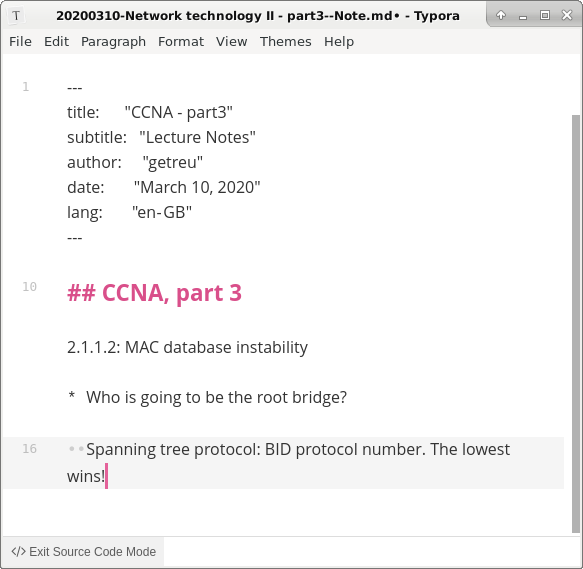 T 20200310-Network technology II - part3--Note.md• - Typora
File Edit Paragraph Format View Themes Help
1 ---
title: "CCNA - part3"
subtitle: "Lecture Notes"
author: "getreu"
date: "March 10, 2020"
lang: "en-GB"
---
10 ## CCNA, part 3
2.1.1.2: MAC database instability
* Who is going to be the root bridge?
16 Spanning tree protocol: BID protocol number. The lowest
wins!
</> Exit Source Code Mode